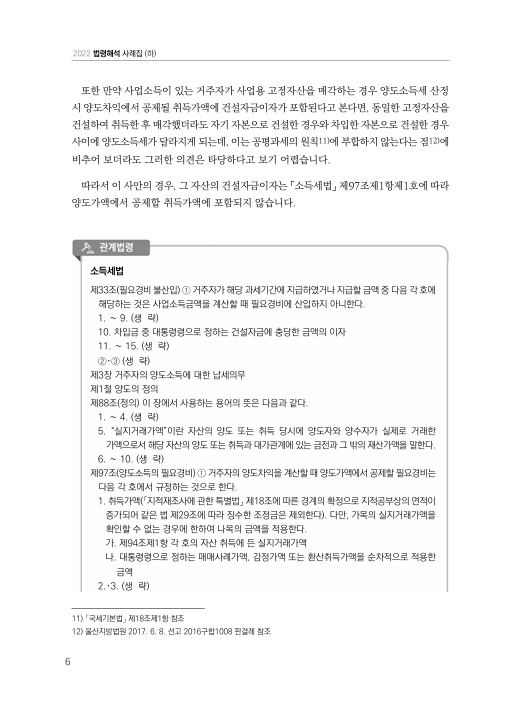 2022 법령해석 사례집 (하)
또한 만약 사업소득이 있는 거주자가 사업용 고정자산을 매각하는 경우 양도소득세 산정
시 양도차익에서 공제될 취득가액에 건설자금이자가 포함된다고 본다면, 동일한 고정자산을
건설하여 취득한 후 매각했더라도 자기 자본으로 건설한 경우와 차입한 자본으로 건설한 경우
사이에 양도소득세가 달라지게 되는데, 이는 공평과세의 원칙11)에 부합하지 않는다는 점12)에
비추어 보더라도 그러한 의견은 타당하다고 보기 어렵습니다.
따라서 이 사안의 경우, 그 자산의 건설자금이자는 「소득세법」 제97조제1항제1호에 따라
양도가액에서 공제할 취득가액에 포함되지 않습니다.
관계법령
소득세법
제33조(필요경비 불산입) ① 거주자가 해당 과세기간에 지급하였거나 지급할 금액 중 다음 각 호에
해당하는 것은 사업소득금액을 계산할 때 필요경비에 산입하지 아니한다.
1. ~ 9. (생 략)
10. 차입금 중 대통령령으로 정하는 건설자금에 충당한 금액의 이자
11. ~ 15. (생 략)
②·③ (생 략)
제3장 거주자의 양도소득에 대한 납세의무
제1절 양도의 정의
제88조(정의) 이 장에서 사용하는 용어의 뜻은 다음과 같다.
1. ~ 4. (생 략)
5. “실지거래가액”이란 자산의 양도 또는 취득 당시에 양도자와 양수자가 실제로 거래한
가액으로서 해당 자산의 양도 또는 취득과 대가관계에 있는 금전과 그 밖의 재산가액을 말한다.
6. ~ 10. (생 략)
제97조(양도소득의 필요경비) ① 거주자의 양도차익을 계산할 때 양도가액에서 공제할 필요경비는
다음 각 호에서 규정하는 것으로 한다.
1. 취득가액(「지적재조사에 관한 특별법」 제18조에 따른 경계의 확정으로 지적공부상의 면적이
증가되어 같은 법 제20조에 따라 징수한 조정금은 제외한다). 다만, 가목의 실지거래가액을
확인할 수 없는 경우에 한하여 나목의 금액을 적용한다.
가. 제94조제1항 각 호의 자산 취득에 든 실지거래가액
나. 대통령령으로 정하는 매매사례가액, 감정가액 또는 환산취득가액을 순차적으로 적용한
금액
2.·3. (생 략)
11) 「국세기본법」 제18조제1항 참조
12) 울산지방법원 2017. 6. 8. 선고 2016구합1008 판결례 참조
6